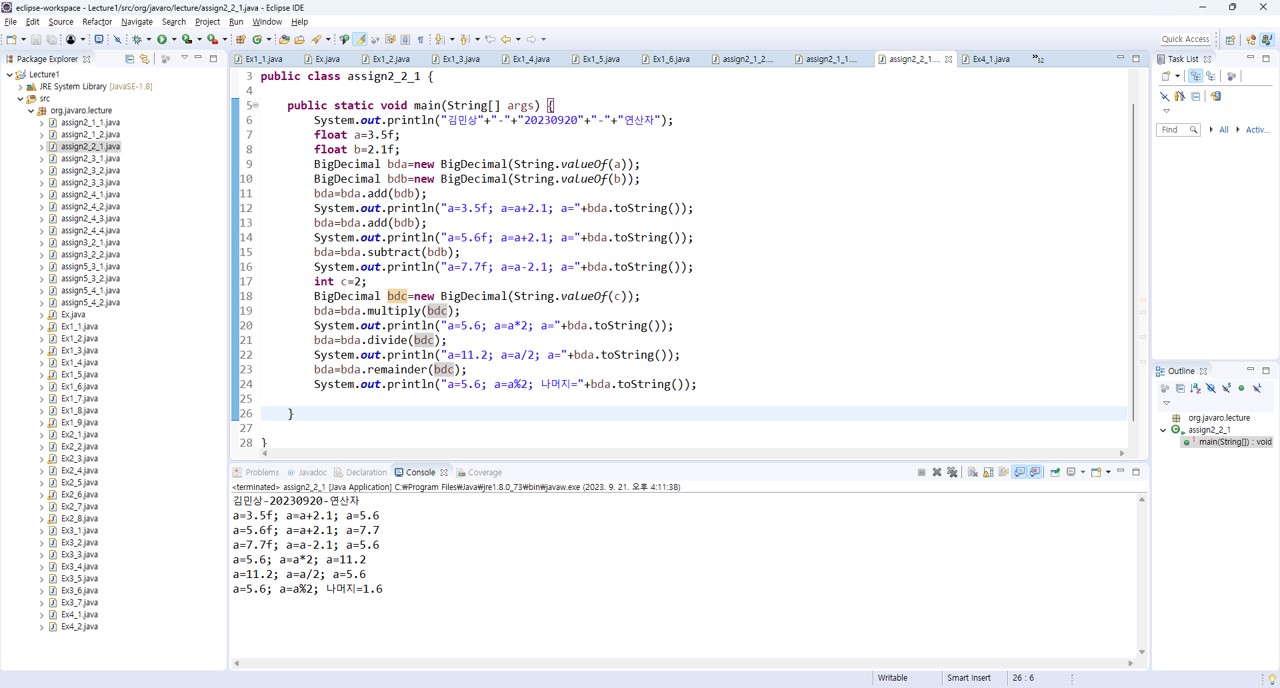 eclipse-workspace - Lecture1/src/org/javaro/lecture/assign2_2_1.java - Eclipse IDE
File Edit Source Refactor Navigate Search Project Run Window Help
Quick Access
Package Explorer
Lecture1
JRE System Library [JavaSE-1.8]
src
org.javaro.lecture
assign2_1_1.java
assign2_1_2.java
assign2_2_1.java
assign2_3_1.java
assign2_3_2.java
assign2_3_3.java
assign2_4_1.java
assign2_4_2.java
assign2_4_3.java
assign2_4_4.java
assign3_2_1.java
assign3_2_2.java
assign5_3_1.java
assign5_3_2.java
assign5_4_1.java
assign5_4_2.java
Ex.java
Ex1_1.java
Ex1_2.java
Ex1_3.java
Ex1_4.java
Ex1_5.java
Ex1_6.java
Ex1_7.java
Ex1_8.java
Ex1_9.java
Ex2_1.java
Ex2_2.java
Ex2_3.java
Ex2_4.java
Ex2_5.java
Ex2_6.java
Ex2_7.java
Ex2_8.java
Ex3_1.java
Ex3_2.java
Ex3_3.java
Ex3_4.java
Ex3_5.java
Ex3_6.java
Ex3_7.java
Ex4_1.java
Ex4_2.java
Ex1_1.java Ex.java Ex1_2.java Ex1_3.java Ex1_4.java Ex1_5.java Ex1_6.java assign2_1_2.... assign2_1_1.... assign2_2_1.... Ex4_1.java »32
3 public class assign2_2_1 {
4
5 public static void main(String[] args) {
6 System.out.println("김민상"+"-"+"20230920"+"-"+"연산자");
7 float a=3.5f;
8 float b=2.1f;
9 BigDecimal bda=new BigDecimal(String.valueOf(a));
10 BigDecimal bdb=new BigDecimal(String.valueOf(b));
11 bda=bda.add(bdb);
12 System.out.println("a=3.5f; a=a+2.1; a="+bda.toString());
13 bda=bda.add(bdb);
14 System.out.println("a=5.6f; a=a+2.1; a="+bda.toString());
15 bda=bda.subtract(bdb);
16 System.out.println("a=7.7f; a=a-2.1; a="+bda.toString());
17 int c=2;
18 BigDecimal bdc=new BigDecimal(String.valueOf(c));
19 bda=bda.multiply(bdc);
20 System.out.println("a=5.6; a=a*2; a="+bda.toString());
21 bda=bda.divide(bdc);
22 System.out.println("a=11.2; a=a/2; a="+bda.toString());
23 bda=bda.remainder(bdc);
24 System.out.println("a=5.6; a=a%2; 나머지="+bda.toString());
25
26 }
27
28 }
Problems Javadoc Declaration Console Coverage
<terminated> assign2_2_1 [Java Application] C:₩Program Files₩Java₩jre1.8.0_73₩bin₩javaw.exe (2023. 9. 21. 오후 4:11:38)
김민상-20230920-연산자
a=3.5f; a=a+2.1; a=5.6
a=5.6f; a=a+2.1; a=7.7
a=7.7f; a=a-2.1; a=5.6
a=5.6; a=a*2; a=11.2
a=11.2; a=a/2; a=5.6
a=5.6; a=a%2; 나머지=1.6
Task List
Find All Activ...
Outline
org.javaro.lecture
assign2_2_1
main(String[]) : void
Writable Smart Insert 26 : 6